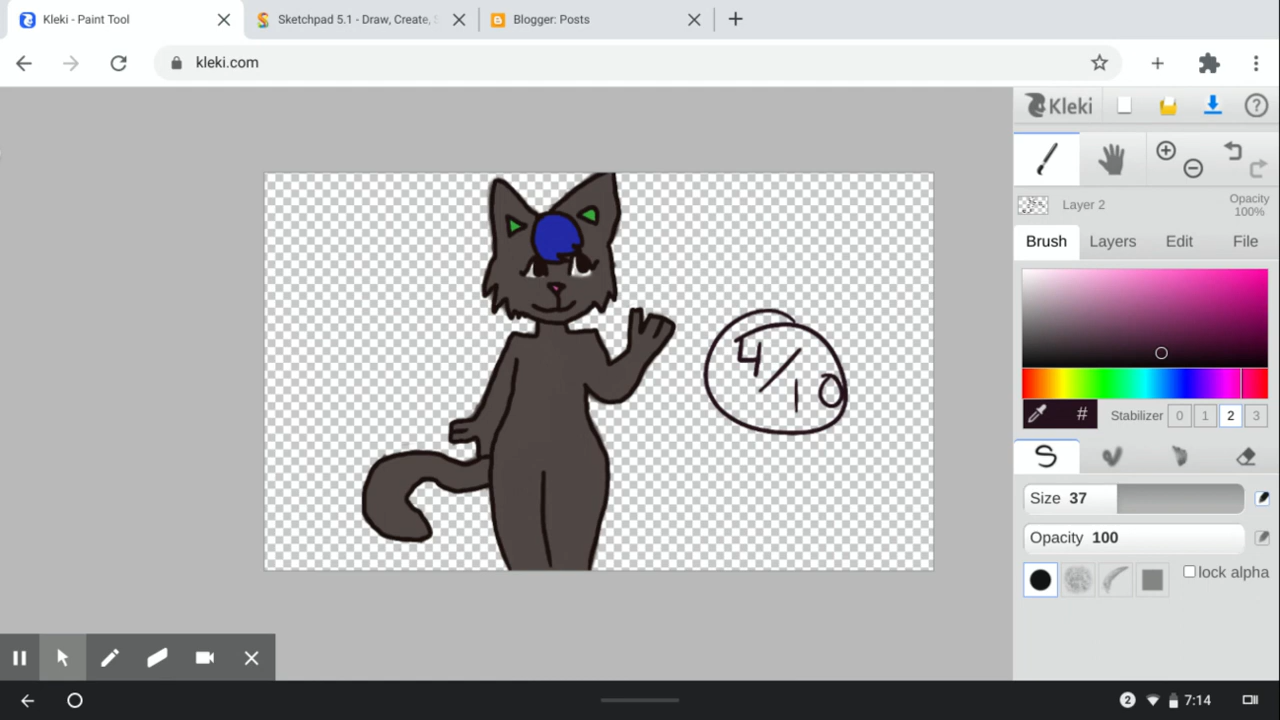 Kleki - Paint Tool
Sketchpad 5.1 - Draw, Create,
Blogger: Posts
kleki.com
Kleki
?
Layer 2
Opacity
100%
Brush Layers Edit File
# Stabilizer 0 1 2 3
Size 37
Opacity 100
lock alpha
4/10
2 7:14